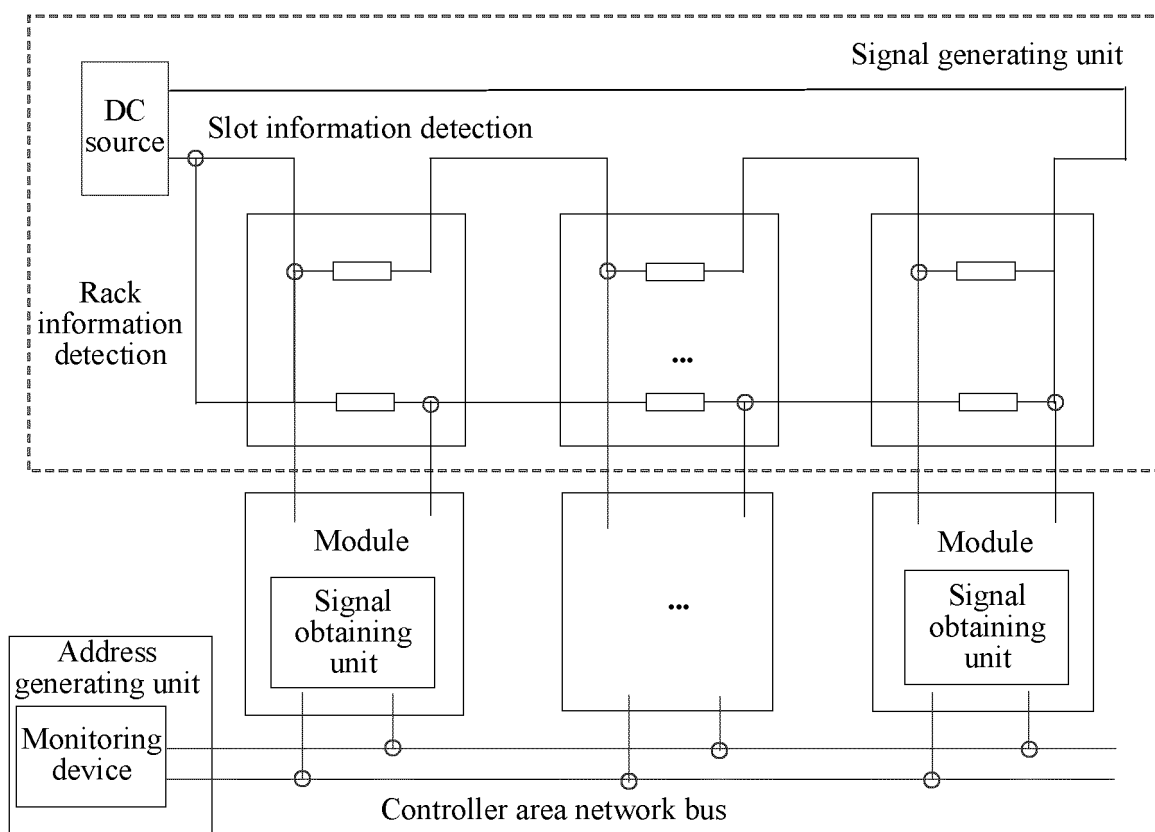 Signal generating unit
DC
source
Slot information detection
Rack
information
detection
...
Module
Signal
obtaining
unit
...
Module
Signal
obtaining
unit
Address
generating unit
Monitoring
device
Controller area network bus